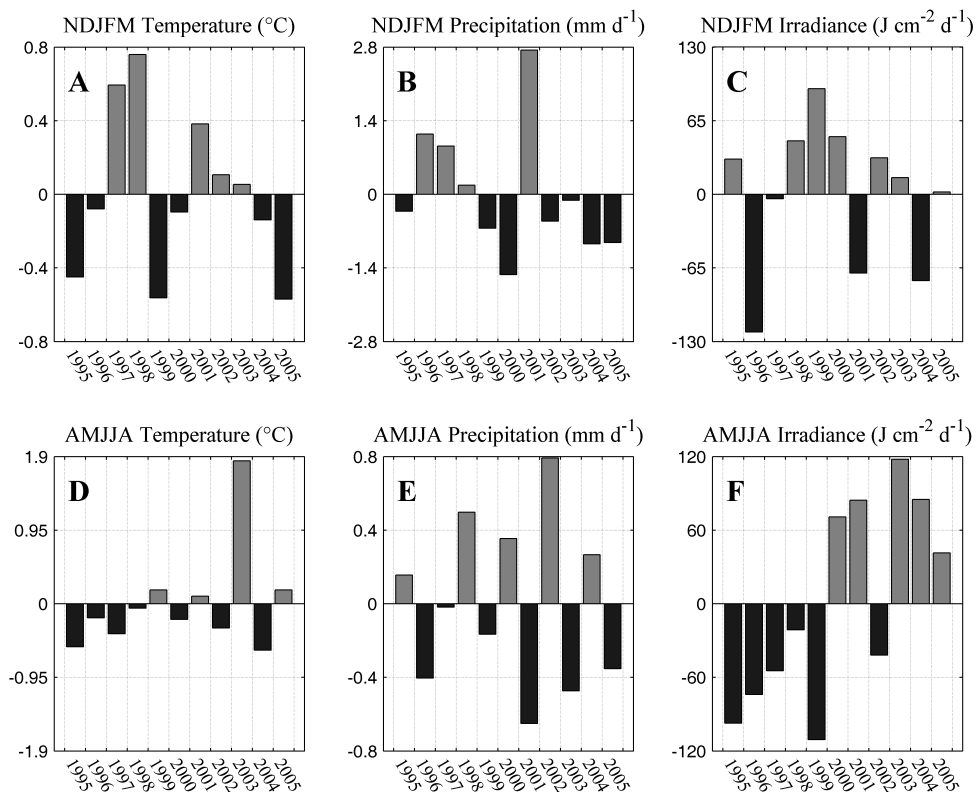 NDJFM Temperature (°C)
NDJFM Precipitation (mm d⁻¹)
NDJFM Irradiance (J cm⁻² d⁻¹)
A
0.8
0.4
0
-0.4
-0.8
1995 1996 1997 1998 1999 2000 2001 2002 2003 2004 2005
B
2.8
1.4
0
-1.4
-2.8
1995 1996 1997 1998 1999 2000 2001 2002 2003 2004 2005
C
130
65
0
-65
-130
1995 1996 1997 1998 1999 2000 2001 2002 2003 2004 2005
AMJJA Temperature (°C)
AMJJA Precipitation (mm d⁻¹)
AMJJA Irradiance (J cm⁻² d⁻¹)
D
1.9
0.95
0
-0.95
-1.9
1995 1996 1997 1998 1999 2000 2001 2002 2003 2004 2005
E
0.8
0.4
0
-0.4
-0.8
1995 1996 1997 1998 1999 2000 2001 2002 2003 2004 2005
F
120
60
0
-60
-120
1995 1996 1997 1998 1999 2000 2001 2002 2003 2004 2005